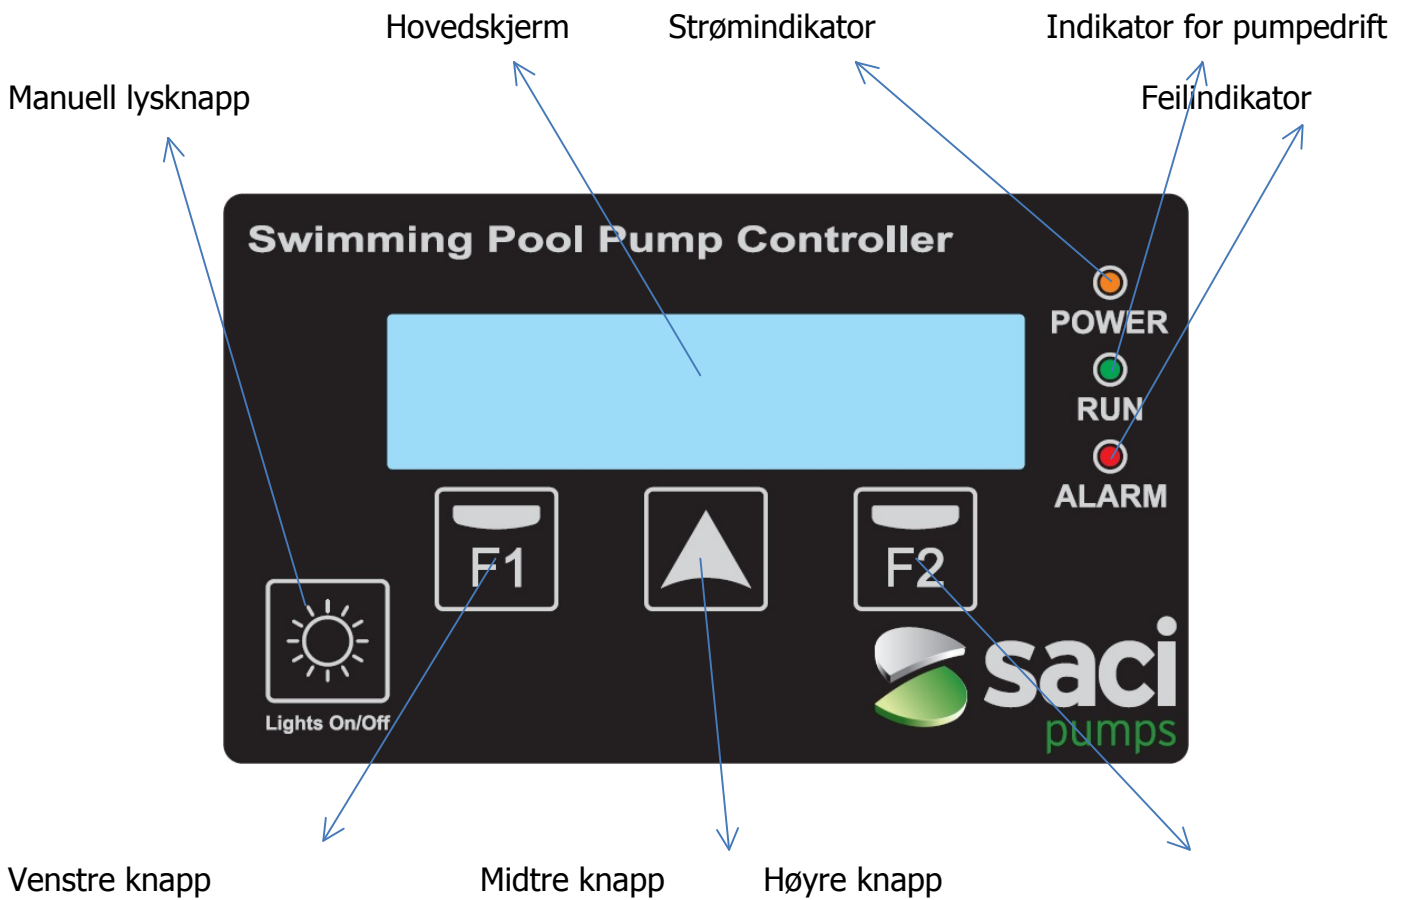 Hovedskjerm Strømindikator Indikator for pumpedrift
Manuell lysknapp Feilindikator
Swimming Pool Pump Controller
POWER
RUN
ALARM
F1 F2
Lights On/Off
saci
pumps
Venstre knapp Midtre knapp Høyre knapp